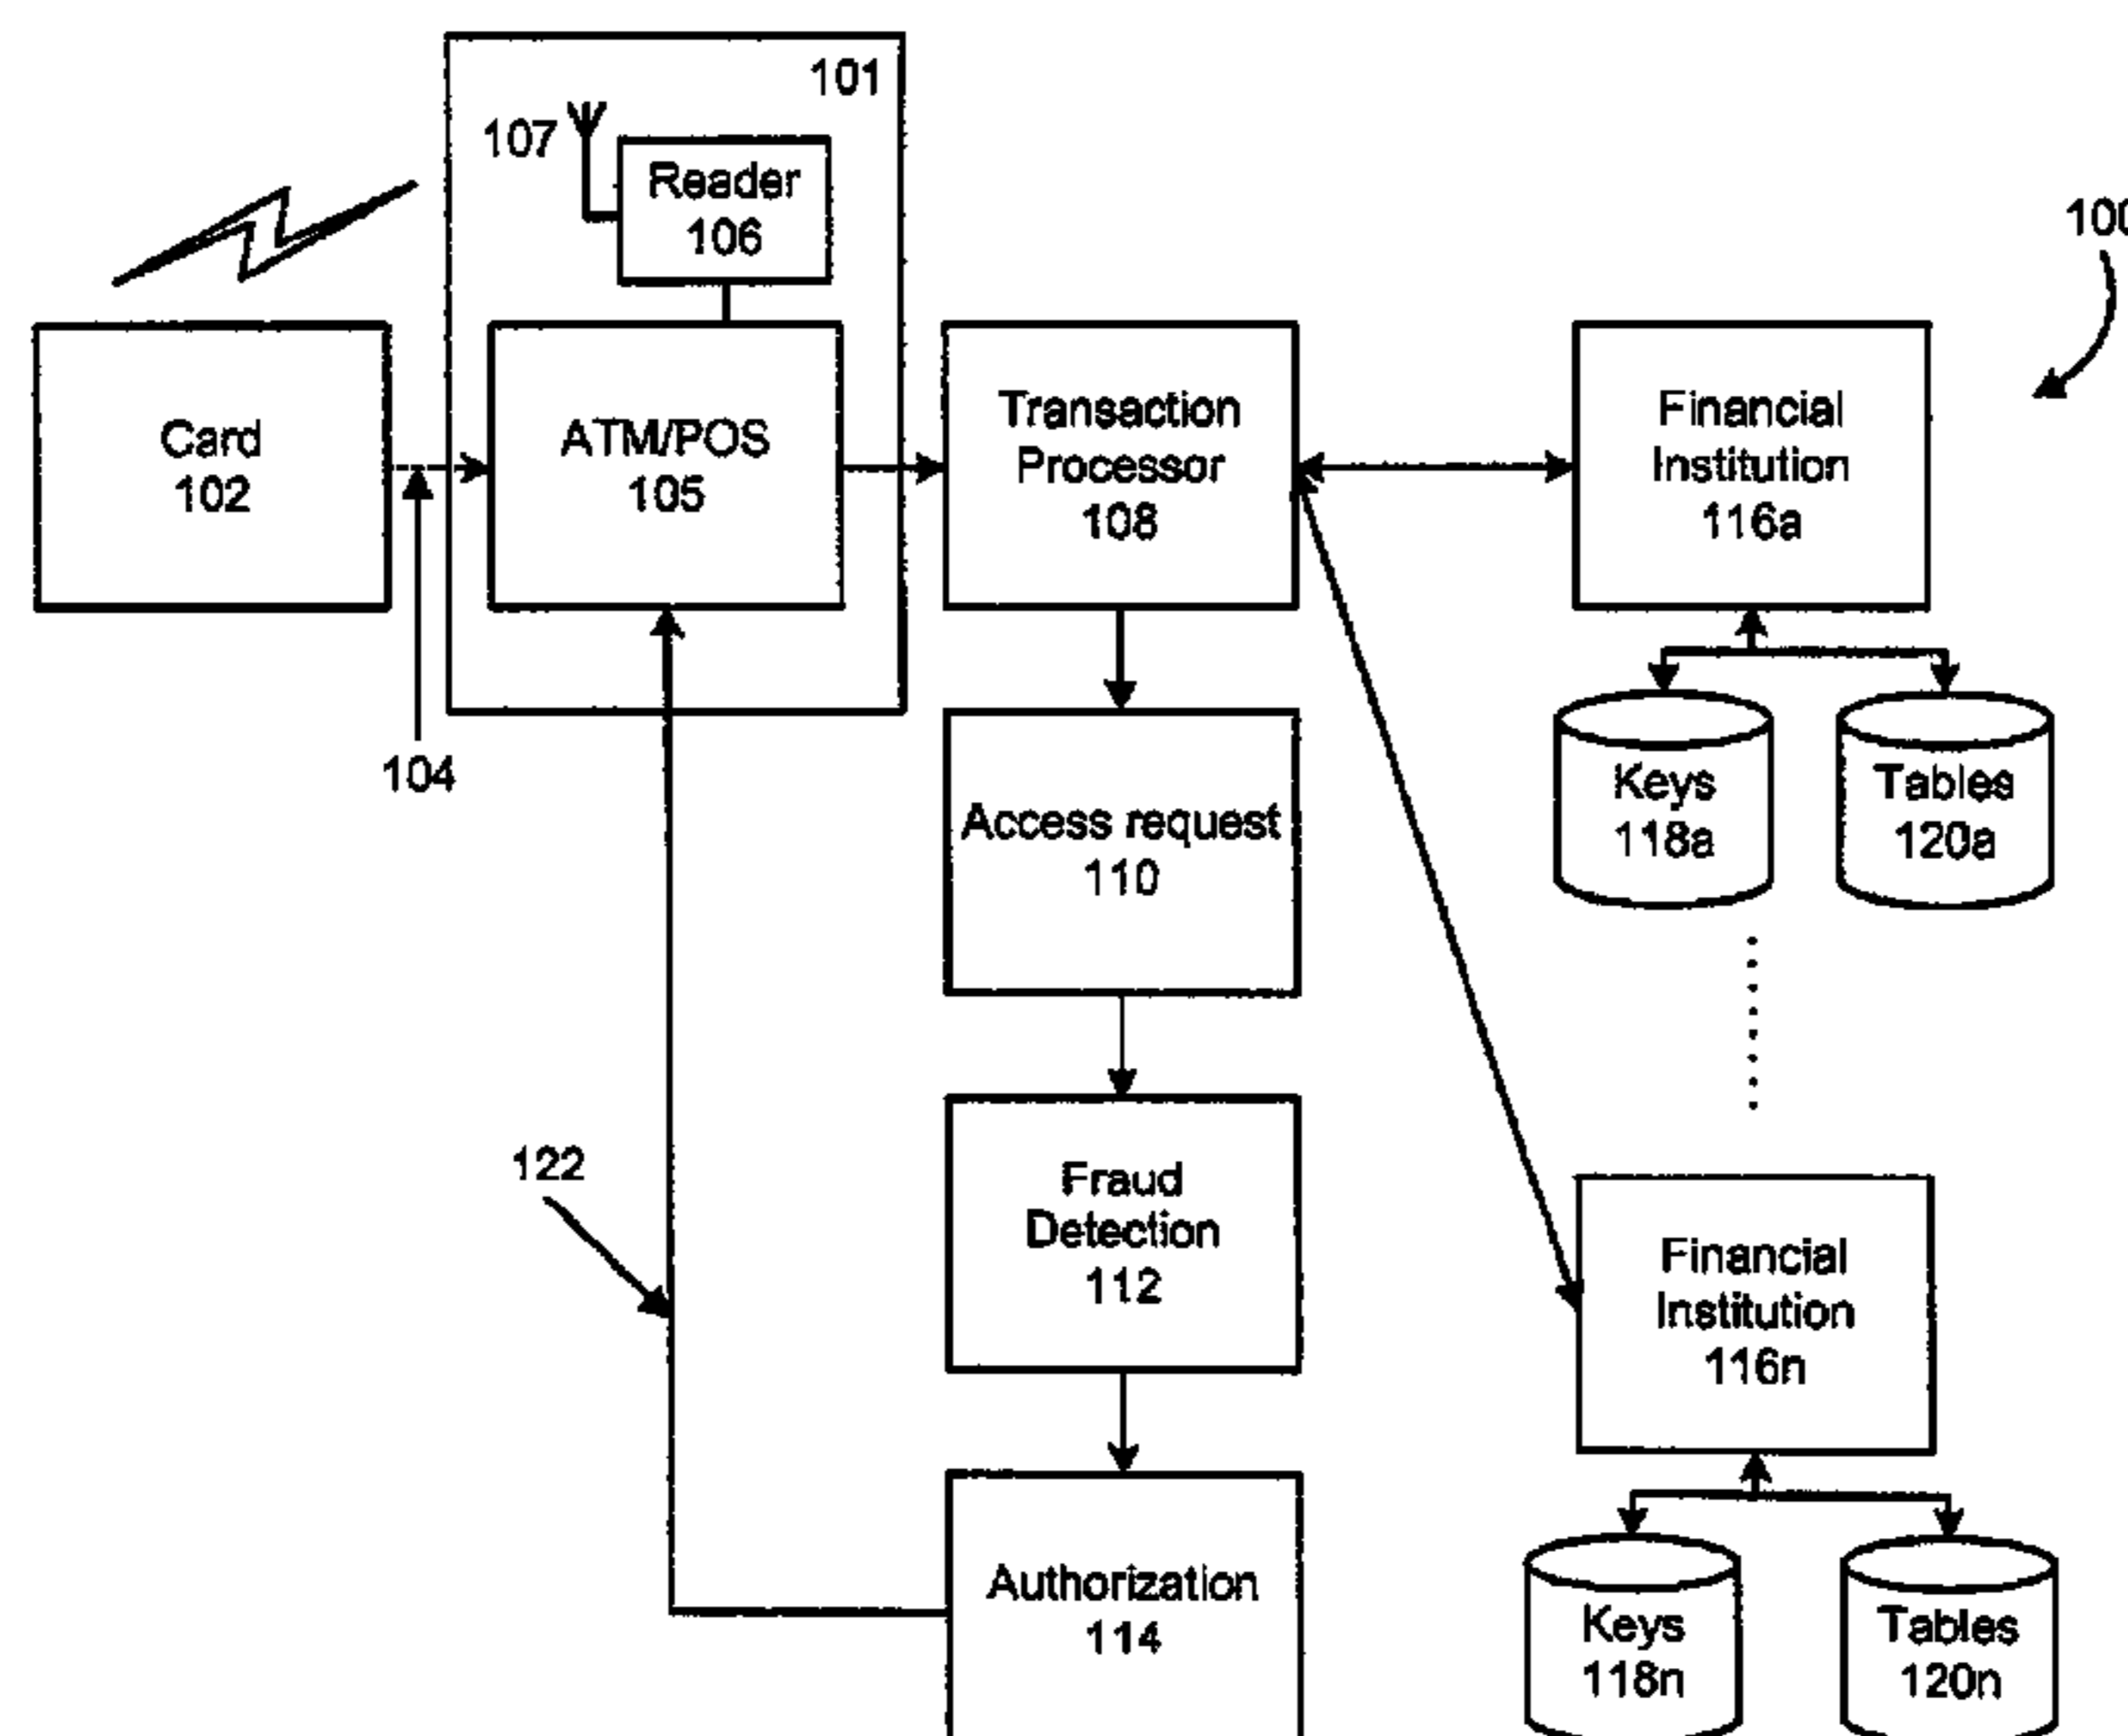 101
107
Reader
106
100
Card
102
ATM/POS
105
Transaction
Processor
108
Financial
Institution
116a
104
Keys
118a
Tables
120a
Access request
110
122
Fraud
Detection
112
Financial
Institution
116n
Authorization
114
Keys
118n
Tables
120n